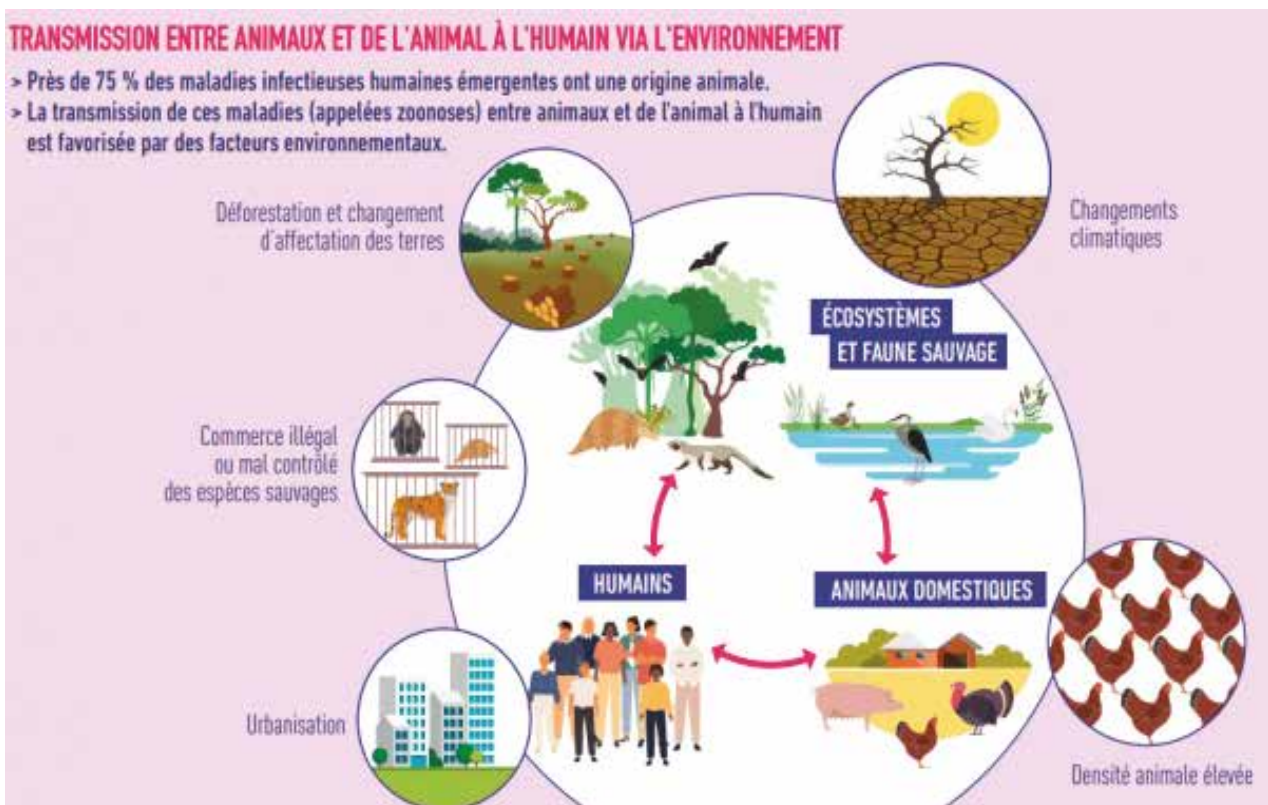 TRANSMISSION ENTRE ANIMAUX ET DE L'ANIMAL À L'HUMAIN VIA L'ENVIRONNEMENT
> Près de 75 % des maladies infectieuses humaines émergentes ont une origine animale.
> La transmission de ces maladies (appelées zoonoses) entre animaux et de l'animal à l'humain
est favorisée par des facteurs environnementaux.
Déforestation et changement
d'affectation des terres
Changements
climatiques
ÉCOSYSTÈMES
ET FAUNE SAUVAGE
Commerce illégal
ou mal contrôlé
des espèces sauvages
HUMAINS
ANIMAUX DOMESTIQUES
Urbanisation
Densité animale élevée